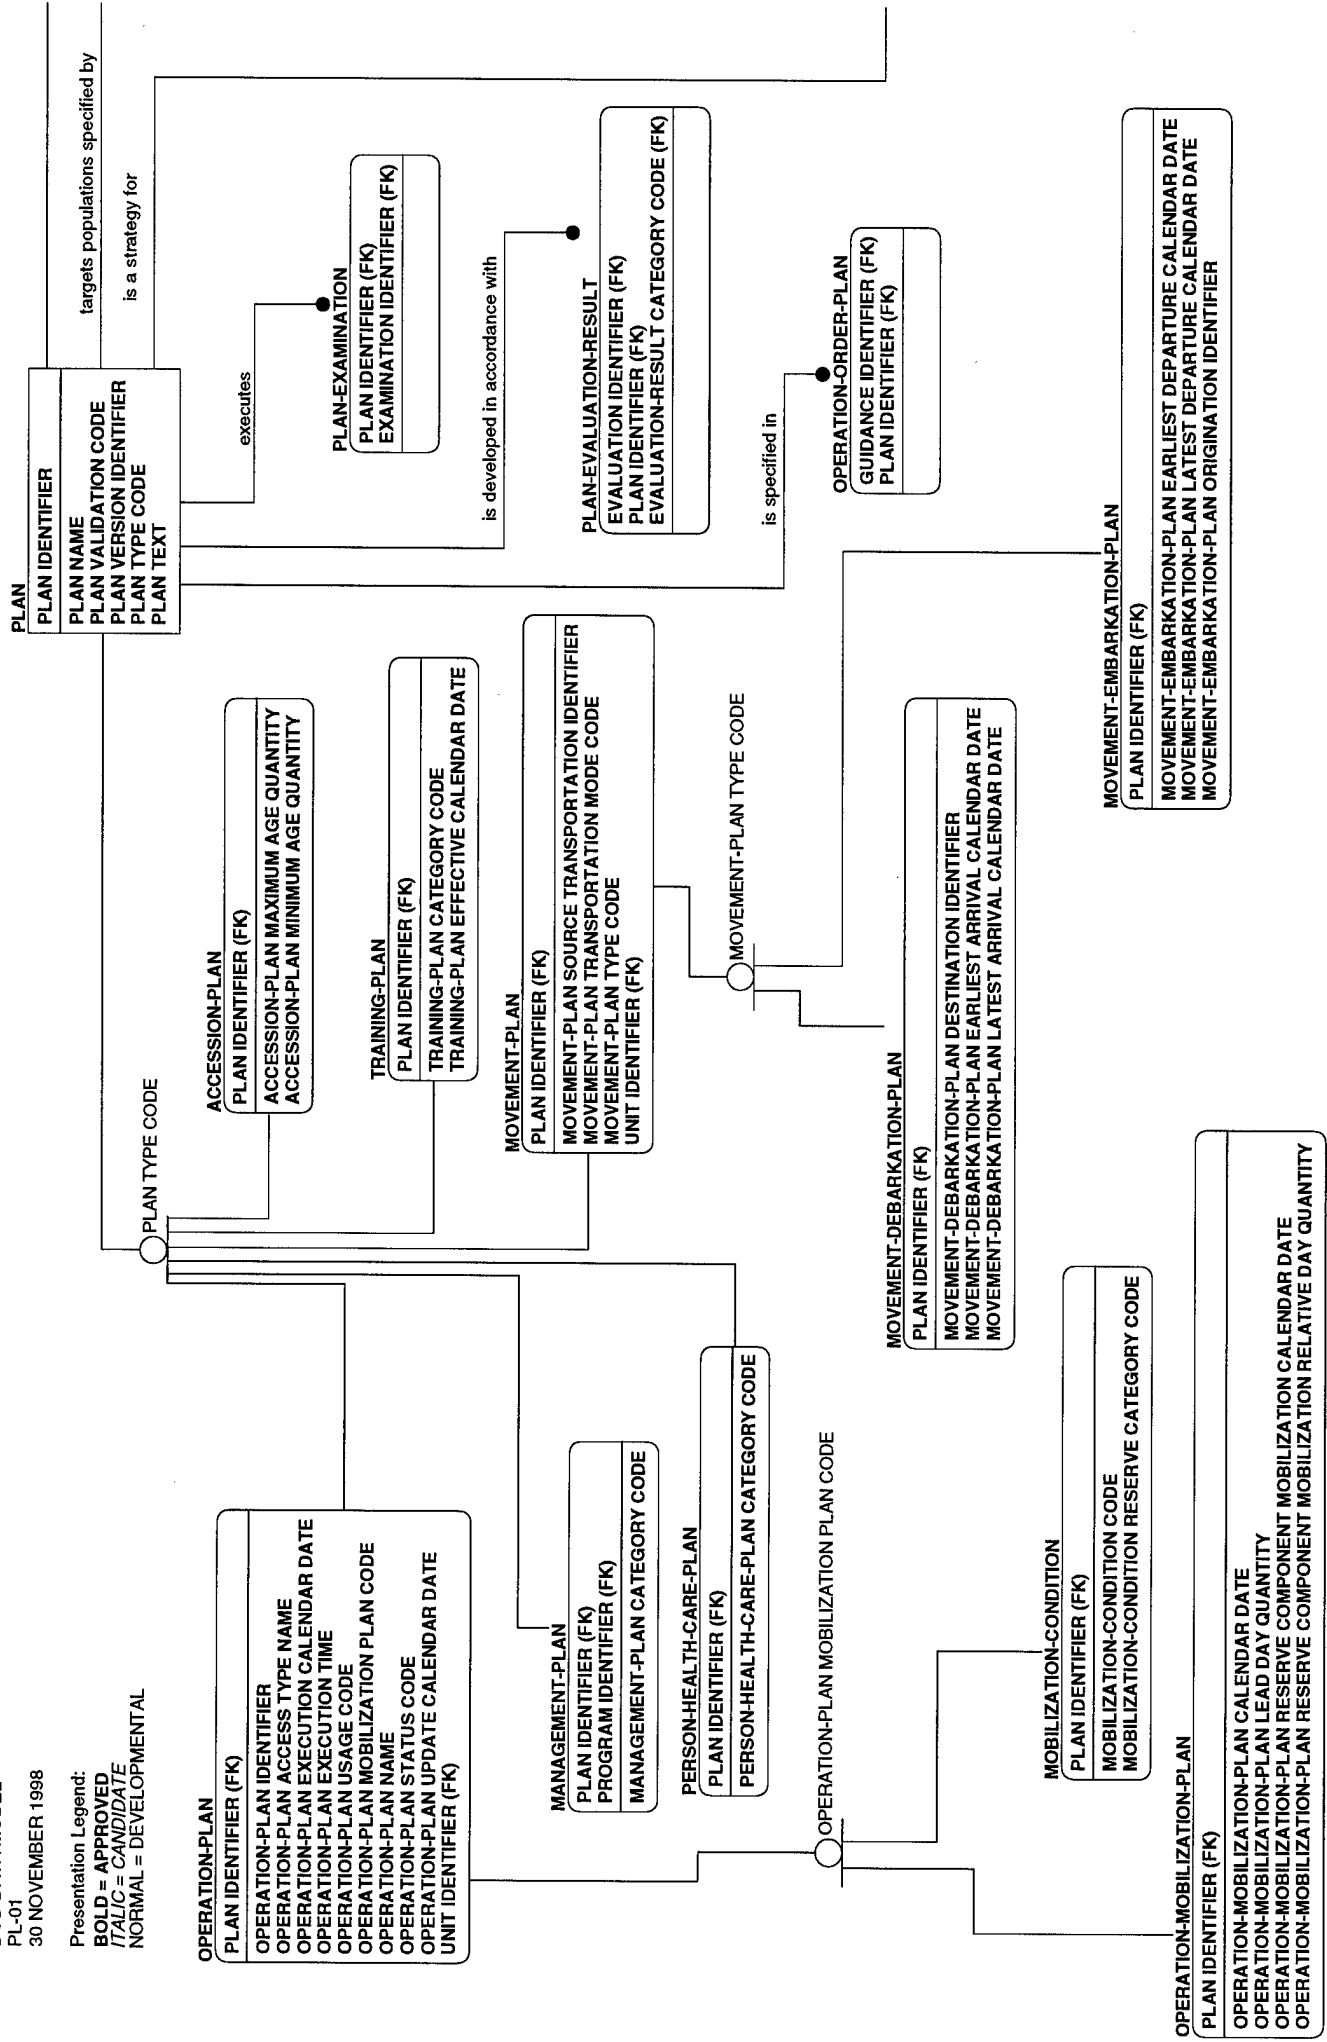 PL-01
30 NOVEMBER 1998
Presentation Legend:
BOLD = APPROVED
ITALIC = CANDIDATE
NORMAL = DEVELOPMENTAL
PLAN
PLAN IDENTIFIER
PLAN NAME
PLAN VALIDATION CODE
PLAN VERSION IDENTIFIER
PLAN TYPE CODE
PLAN TEXT
targets populations specified by
is a strategy for
executes
PLAN-EXAMINATION
PLAN IDENTIFIER (FK)
EXAMINATION IDENTIFIER (FK)
is developed in accordance with
PLAN-EVALUATION-RESULT
EVALUATION IDENTIFIER (FK)
PLAN IDENTIFIER (FK)
EVALUATION-RESULT CATEGORY CODE (FK)
is specified in
OPERATION-ORDER-PLAN
GUIDANCE IDENTIFIER (FK)
PLAN IDENTIFIER (FK)
PLAN TYPE CODE
ACCESSION-PLAN
PLAN IDENTIFIER (FK)
ACCESSION-PLAN MAXIMUM AGE QUANTITY
ACCESSION-PLAN MINIMUM AGE QUANTITY
TRAINING-PLAN
PLAN IDENTIFIER (FK)
TRAINING-PLAN CATEGORY CODE
TRAINING-PLAN EFFECTIVE CALENDAR DATE
MOVEMENT-PLAN
PLAN IDENTIFIER (FK)
MOVEMENT-PLAN SOURCE TRANSPORTATION IDENTIFIER
MOVEMENT-PLAN TRANSPORTATION MODE CODE
MOVEMENT-PLAN TYPE CODE
UNIT IDENTIFIER (FK)
MOVEMENT-PLAN TYPE CODE
MOVEMENT-DEBARKATION-PLAN
PLAN IDENTIFIER (FK)
MOVEMENT-DEBARKATION-PLAN DESTINATION IDENTIFIER
MOVEMENT-DEBARKATION-PLAN EARLIEST ARRIVAL CALENDAR DATE
MOVEMENT-DEBARKATION-PLAN LATEST ARRIVAL CALENDAR DATE
MOVEMENT-EMBARKATION-PLAN
PLAN IDENTIFIER (FK)
MOVEMENT-EMBARKATION-PLAN EARLIEST DEPARTURE CALENDAR DATE
MOVEMENT-EMBARKATION-PLAN LATEST DEPARTURE CALENDAR DATE
MOVEMENT-EMBARKATION-PLAN ORIGINATION IDENTIFIER
OPERATION-PLAN
PLAN IDENTIFIER (FK)
OPERATION-PLAN IDENTIFIER
OPERATION-PLAN ACCESS TYPE NAME
OPERATION-PLAN EXECUTION CALENDAR DATE
OPERATION-PLAN EXECUTION TIME
OPERATION-PLAN USAGE CODE
OPERATION-PLAN MOBILIZATION PLAN CODE
OPERATION-PLAN NAME
OPERATION-PLAN STATUS CODE
OPERATION-PLAN UPDATE CALENDAR DATE
UNIT IDENTIFIER (FK)
MANAGEMENT-PLAN
PLAN IDENTIFIER (FK)
PROGRAM IDENTIFIER (FK)
MANAGEMENT-PLAN CATEGORY CODE
PERSON-HEALTH-CARE-PLAN
PLAN IDENTIFIER (FK)
PERSON-HEALTH-CARE-PLAN CATEGORY CODE
OPERATION-PLAN MOBILIZATION PLAN CODE
MOBILIZATION-CONDITION
PLAN IDENTIFIER (FK)
MOBILIZATION-CONDITION CODE
MOBILIZATION-CONDITION RESERVE CATEGORY CODE
OPERATION-MOBILIZATION-PLAN
PLAN IDENTIFIER (FK)
OPERATION-MOBILIZATION-PLAN CALENDAR DATE
OPERATION-MOBILIZATION-PLAN LEAD DAY QUANTITY
OPERATION-MOBILIZATION-PLAN RESERVE COMPONENT MOBILIZATION CALENDAR DATE
OPERATION-MOBILIZATION-PLAN RESERVE COMPONENT MOBILIZATION RELATIVE DAY QUANTITY